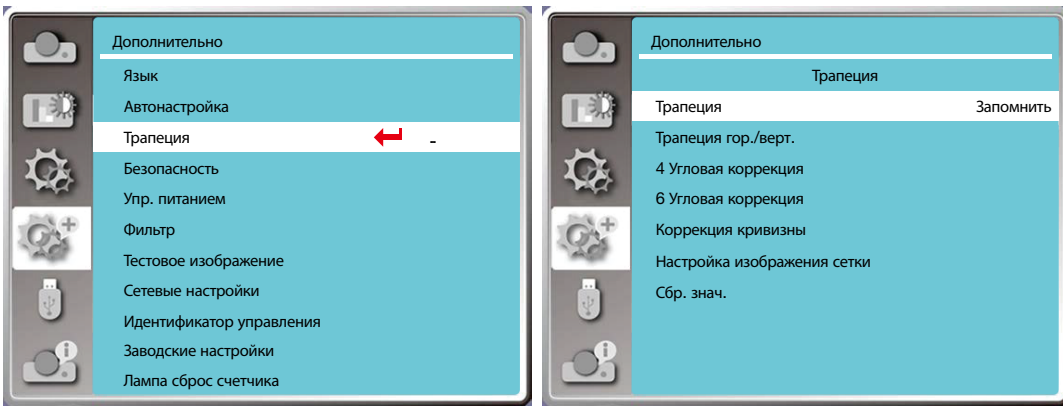 Дополнительно
Язык
Автонастройка
Трапеция -
Безопасность
Упр. питанием
Фильтр
Тестовое изображение
Сетевые настройки
Идентификатор управления
Заводские настройки
Лампа сброс счетчика
Дополнительно
Трапеция
Трапеция Запомнить
Трапеция гор./верт.
4 Угловая коррекция
6 Угловая коррекция
Коррекция кривизны
Настройка изображения сетки
Сбр. знач.